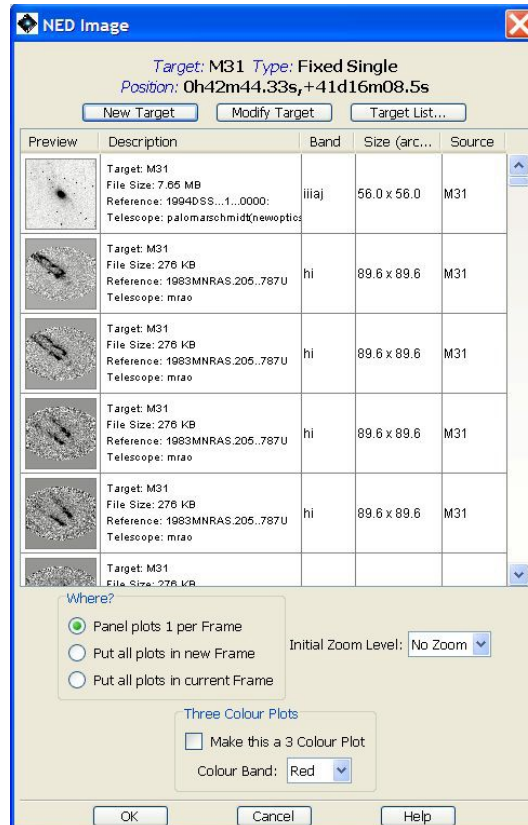 NED Image
Target: M31 Type: Fixed Single
Position: 0h42m44.33s,+41d16m08.5s
New Target Modify Target Target List...
Preview Description Band Size (arc... Source
Target: M31
File Size: 7.65 MB
Reference: 1994DSS...1...0000:
Telescope: palomarschmidt(newoptics
iiiaj 56.0 x 56.0 M31
Target: M31
File Size: 276 KB
Reference: 1983MNRAS.205..787U
Telescope: mrao
hi 89.6 x 89.6 M31
Target: M31
File Size: 276 KB
Reference: 1983MNRAS.205..787U
Telescope: mrao
hi 89.6 x 89.6 M31
Target: M31
File Size: 276 KB
Reference: 1983MNRAS.205..787U
Telescope: mrao
hi 89.6 x 89.6 M31
Target: M31
File Size: 276 KB
Reference: 1983MNRAS.205..787U
Telescope: mrao
hi 89.6 x 89.6 M31
Target: M31
File Size: 276 KB
Where?
Panel plots 1 per Frame
Put all plots in new Frame
Put all plots in current Frame
Initial Zoom Level: No Zoom
Three Colour Plots
Make this a 3 Colour Plot
Colour Band: Red
OK Cancel Help